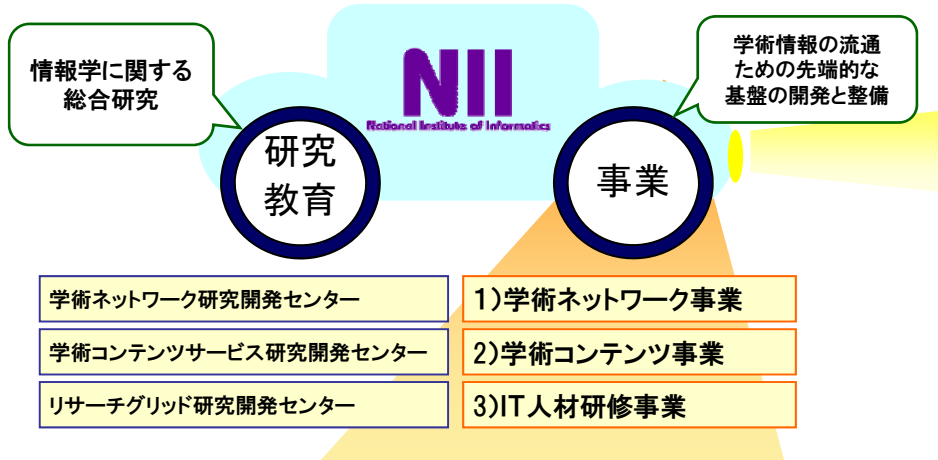 情報学に関する
総合研究
NII
National Institute of Informatics
学術情報の流通
ための先端的な
基盤の開発と整備
研究
教育
事業
学術ネットワーク研究開発センター
学術コンテンツサービス研究開発センター
リサーチグリッド研究開発センター
1)学術ネットワーク事業
2)学術コンテンツ事業
3)IT人材研修事業